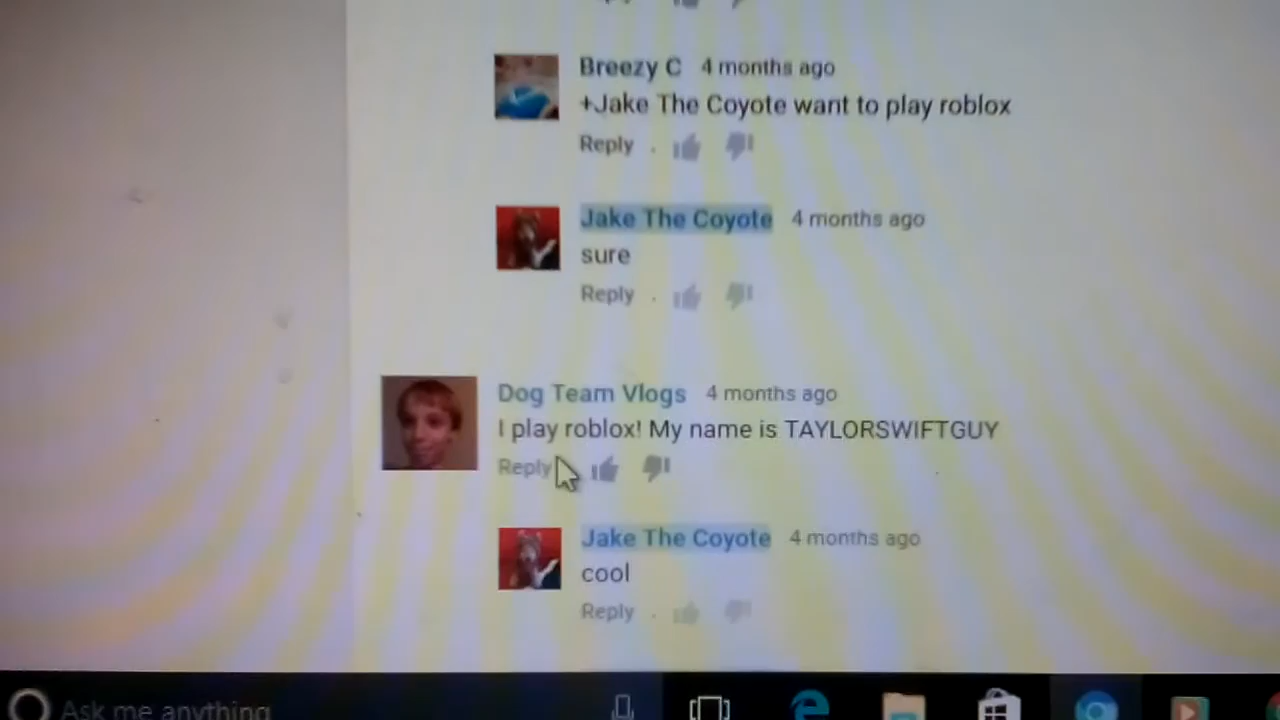 Breezy C 4 months ago
+Jake The Coyote want to play roblox
Reply .
Jake The Coyote 4 months ago
sure
Reply .
Dog Team Vlogs 4 months ago
I play roblox! My name is TAYLORSWIFTGUY
Reply
Jake The Coyote 4 months ago
cool
Reply .
Ask me anything